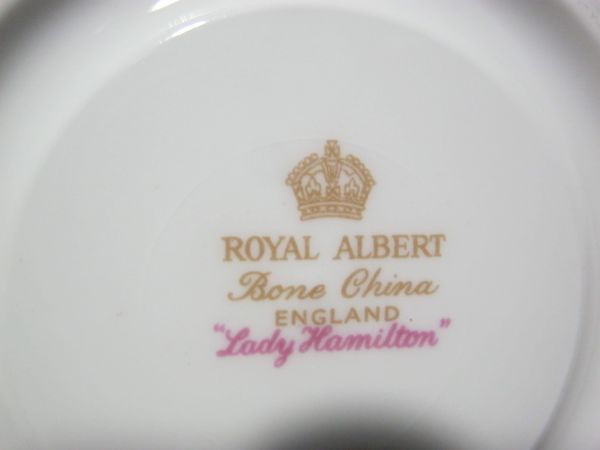 ROYAL ALBERT
Bone China
ENGLAND
"Lady Hamilton"